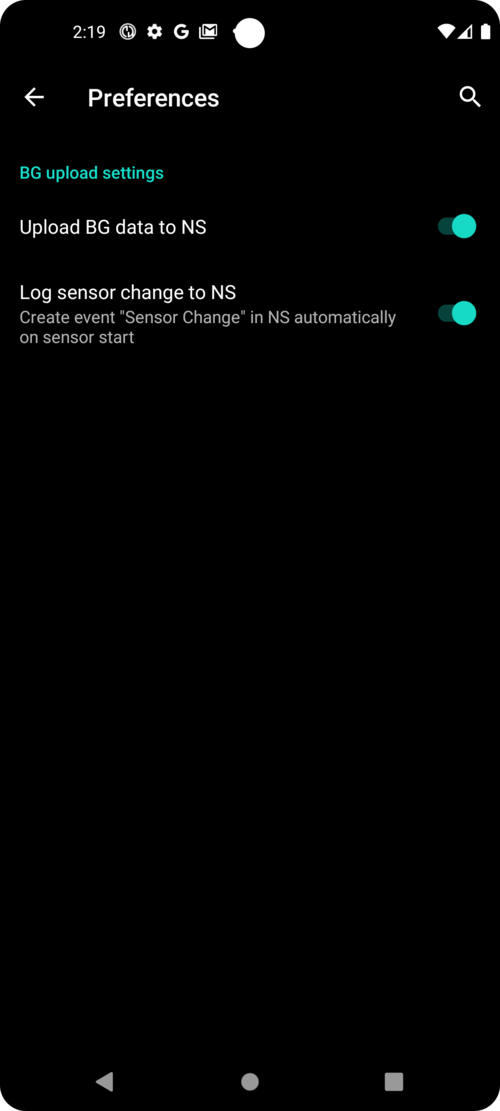 2:19
Preferences
BG upload settings
Upload BG data to NS
Log sensor change to NS
Create event "Sensor Change" in NS automatically
on sensor start